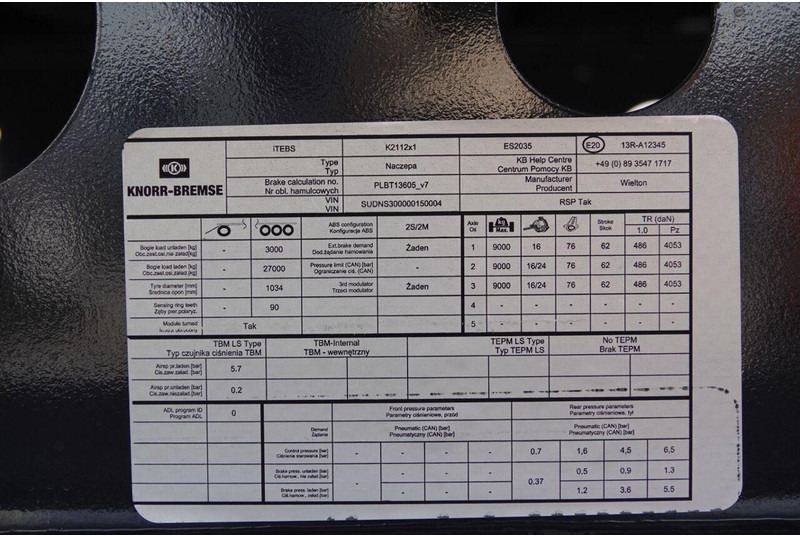 iTEBS K2112x1 ES2035 E20 13R-A12345
Type Typ Naczepa KB Help Centre Centrum Pomocy KB +49 (0) 89 3547 1717
KNORR-BREMSE
Brake calculation no. Nr obl. hamulcowych PLBT13605_v7 Manufacturer Producent Wielton
VIN VIN SUDNS300000150004 RSP Tak
ABS configuration Konfiguracja ABS 2S/2M
Bogie load unladen [kg] - 3000 Ext.brake demand Dod.żądanie hamowania Żaden
Bogie load laden [kg] - 27000 Pressure limit (CAN) [bar] Ograniczenie ciś. (CAN) -
Tyre diameter [mm] Średnica opon [mm] - 1034 3rd modulator Trzeci modulator Żaden
Sensing ring teeth Zęby pier.polaryz. - 90
Module turned Tak
Axle Oś Max. Stroke Skok TR (daN) 1.0 Pz
1 9000 16 76 62 486 4053
2 9000 16/24 76 62 486 4053
3 9000 16/24 76 62 486 4053
4 - - - - - -
5 - - - - - -
TBM LS Type Typ czujnika ciśnienia TBM TBM-Internal TBM - wewnętrzny TEPM LS Type Typ TEPM LS No TEPM Brak TEPM
Airsp pr.laden [bar] Ciś.zaw.załad. [bar] 5.7
Airsp pr.unladen [bar] Ciś.zaw.niezaład.[bar] 0.2
ADL program ID Program ADL 0
Front pressure parameters Parametry ciśnieniowe, przód Rear pressure parameters Parametry ciśnieniowe, tył
Demand Żądanie Pneumatic (CAN) [bar] Pneumatyczny (CAN) [bar] Pneumatic (CAN) [bar] Pneumatyczny (CAN) [bar]
Control pressure [bar] Ciśnienie sterowania [bar] - - - - 0.7 1,6 4,5 6,5
Brake press. unladen [bar] Ciś.hamow., nie załad. [bar] - - - - 0.37 0.5 0.9 1.3
Brake press. laden [bar] Ciś.hamow., załad. [bar] - - - 1.2 3.6 5.5